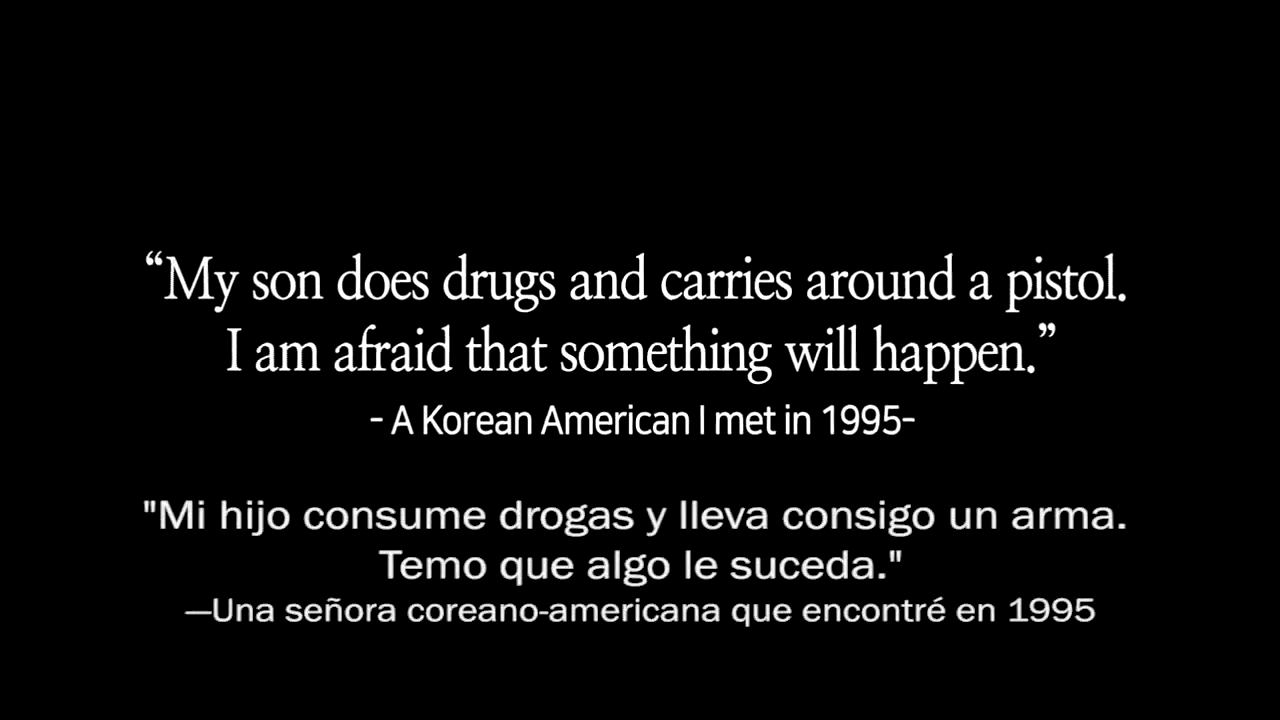 “My son does drugs and carries around a pistol.
I am afraid that something will happen.”
- A Korean American I met in 1995-
"Mi hijo consume drogas y lleva consigo un arma.
Temo que algo le suceda."
—Una señora coreano-americana que encontré en 1995